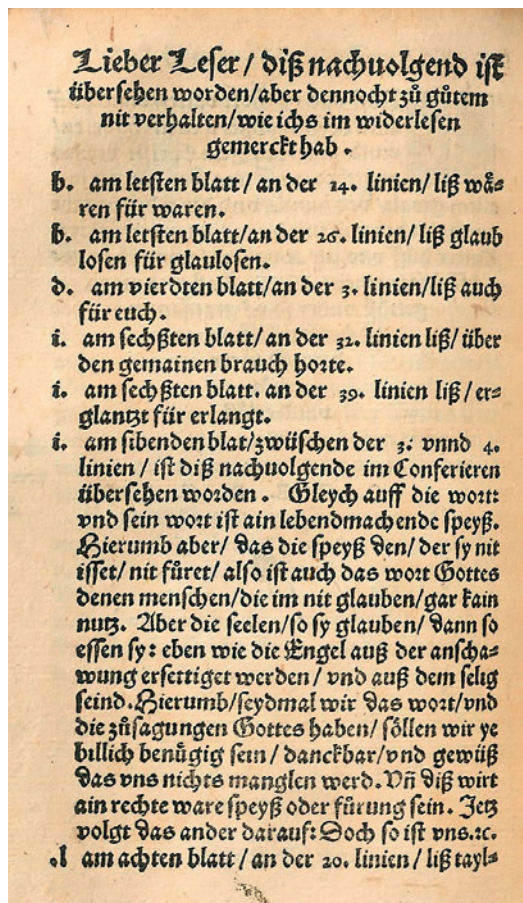 Lieber Leser / diß nachuolgend ist
übersehen worden/aber dennocht zů gůtem
nit verhalten/wie ichs im widerlesen
gemerckt hab .
b. am letsten blatt / an der 14. linien/ liß wä⸗
ren für waren.
b. am letsten blatt/an der 26. linien/ liß glaub
losen für glaulosen.
d. am vierdten blatt/an der 3. linien/liß auch
für euch.
i. am sechßten blatt/ an der 32. linien liß/ über
den gemainen brauch horte.
i. am sechßten blatt. an der 39. linien liß / er⸗
glantzt für erlangt.
i. am sibenden blat/zwüschen der 3. vnnd 4.
linien / ist diß nachuolgende im Conferieren
übersehen worden . Gleych auff die wort:
vnd sein wort ist ain lebendmachende speyß.
Hierumb aber/ das die speyß den/ der sy nit
isset/ nit füret/ also ist auch das wort Gottes
denen menschen/die im nit glauben/gar kain
nutz. Aber die seelen/so sy glauben/ dann so
essen sy: eben wie die Engel auß der anscha⸗
wung ersettiget werden / vnd auß dem selig
seind.Hierumb/seydmal wir das wort/vnd
die zůsagungen Gottes haben/ söllen wir ye
billich benůgig sein / danckbar/vnd gewüß
das vns nichts manglen werd.Vñ diß wirt
ain rechte ware speyß oder fürung sein. Jetz
volgt das ander darauf: Doch so ist vns.ꝛc.
.l am achten blatt / an der 20. linien / liß tayl⸗